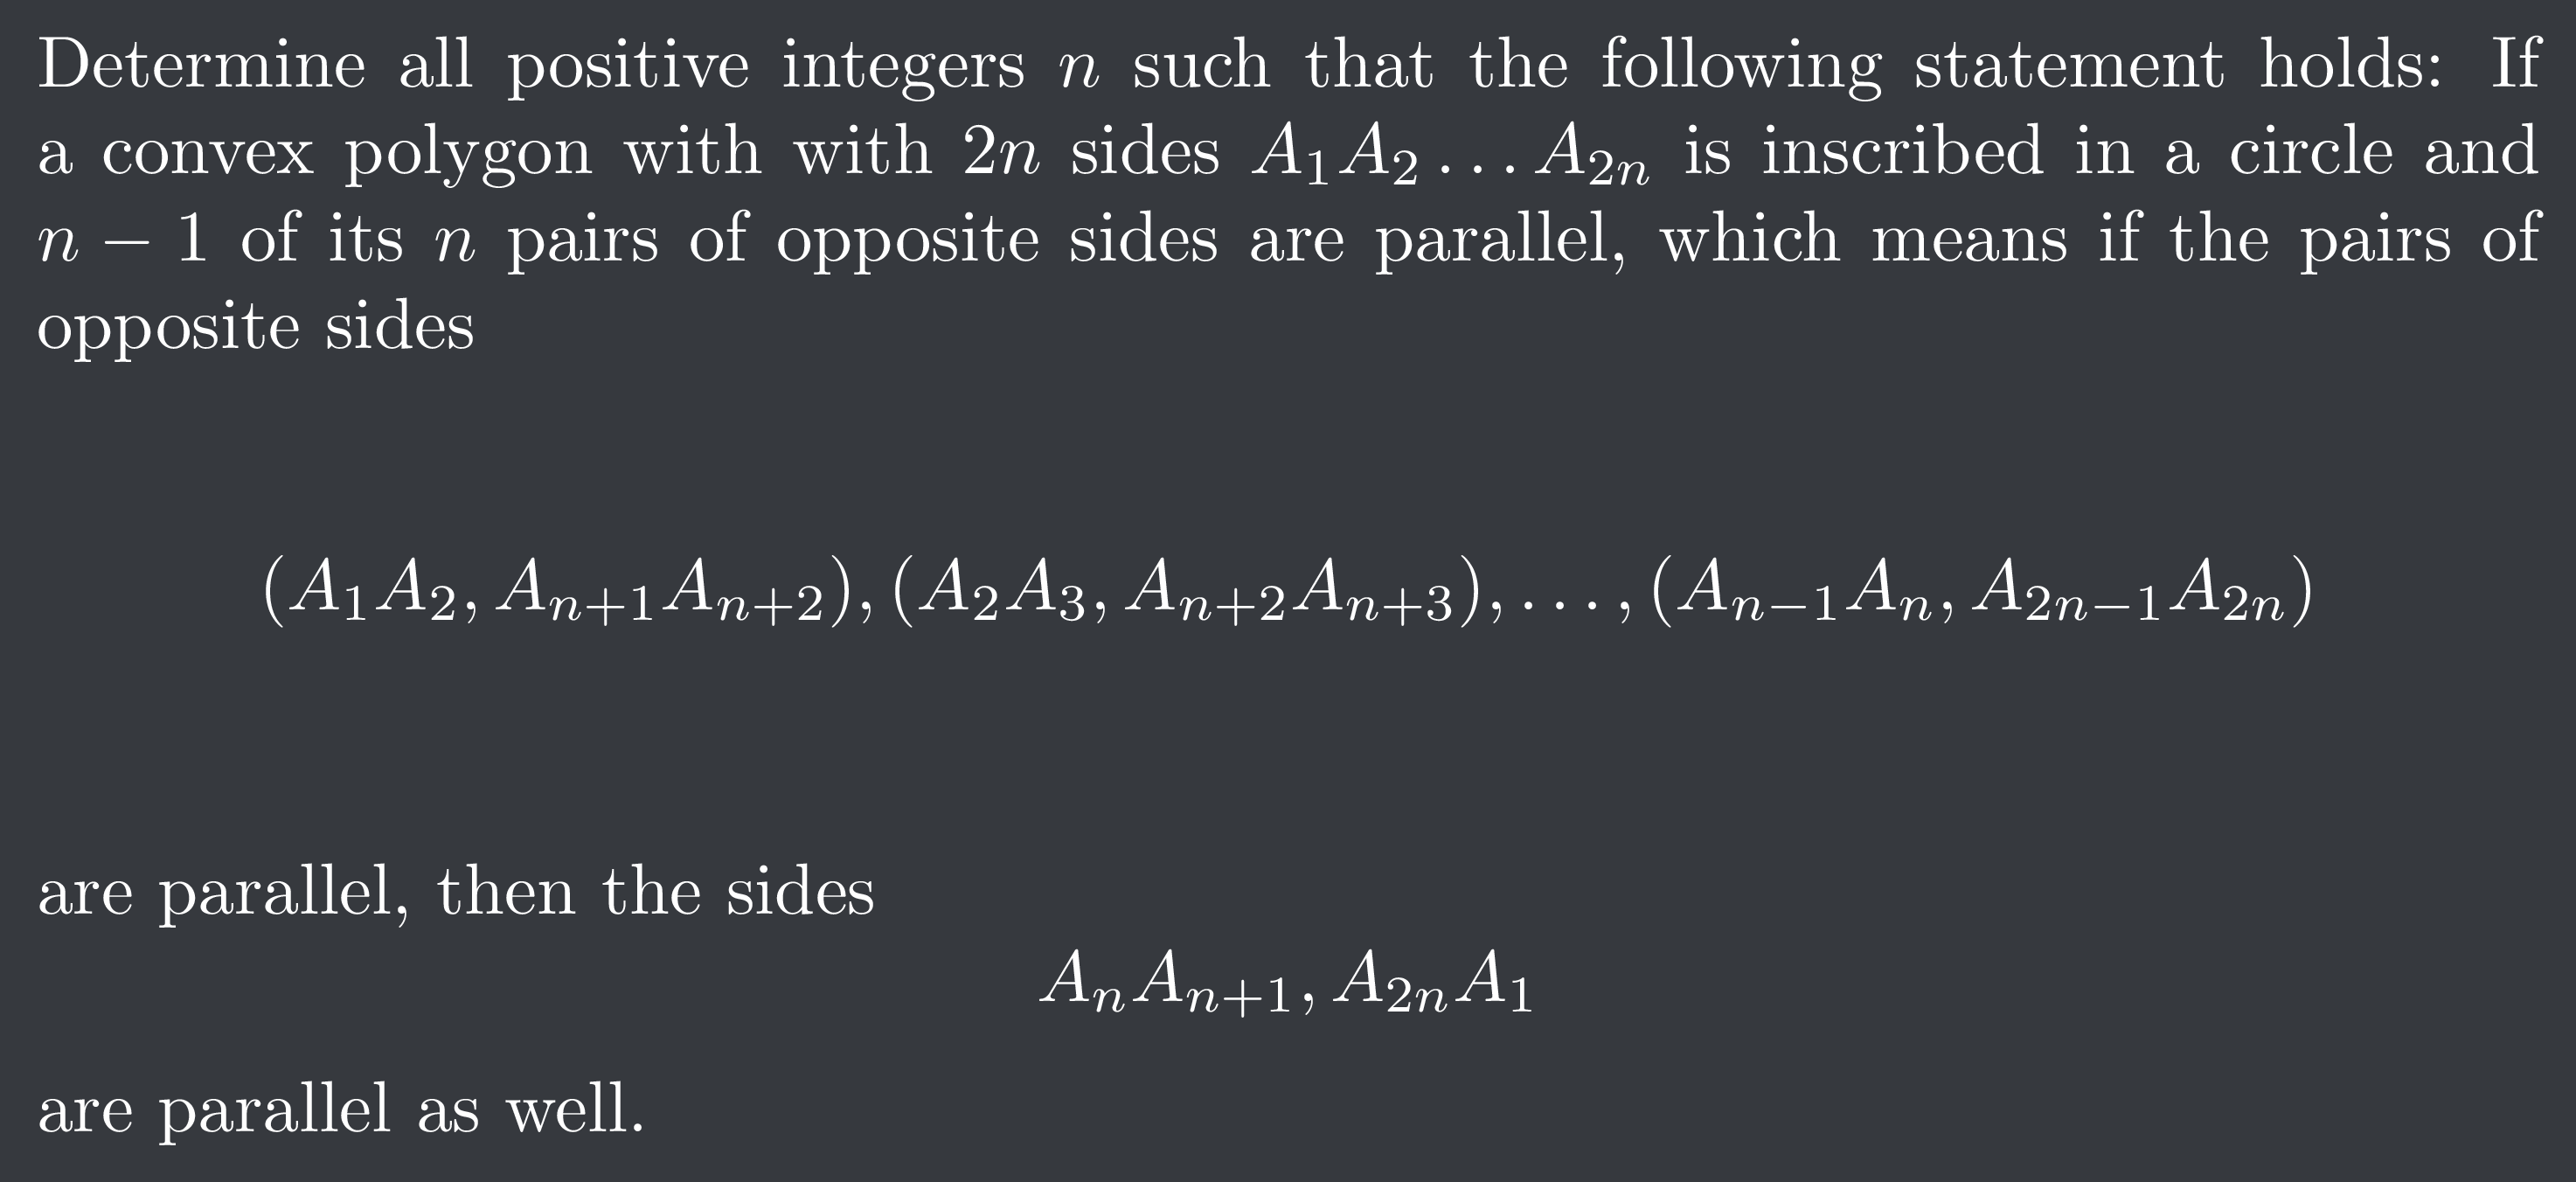 Determine all positive integers n such that the following statement holds: If
a convex polygon with with 2n sides A₁A₂ . . . A₂ₙ is inscribed in a circle and
n − 1 of its n pairs of opposite sides are parallel, which means if the pairs of
opposite sides
(A₁A₂, Aₙ₊₁Aₙ₊₂), (A₂A₃, Aₙ₊₂Aₙ₊₃), . . . , (Aₙ₋₁Aₙ, A₂ₙ₋₁A₂ₙ)
are parallel, then the sides
AₙAₙ₊₁, A₂ₙA₁
are parallel as well.